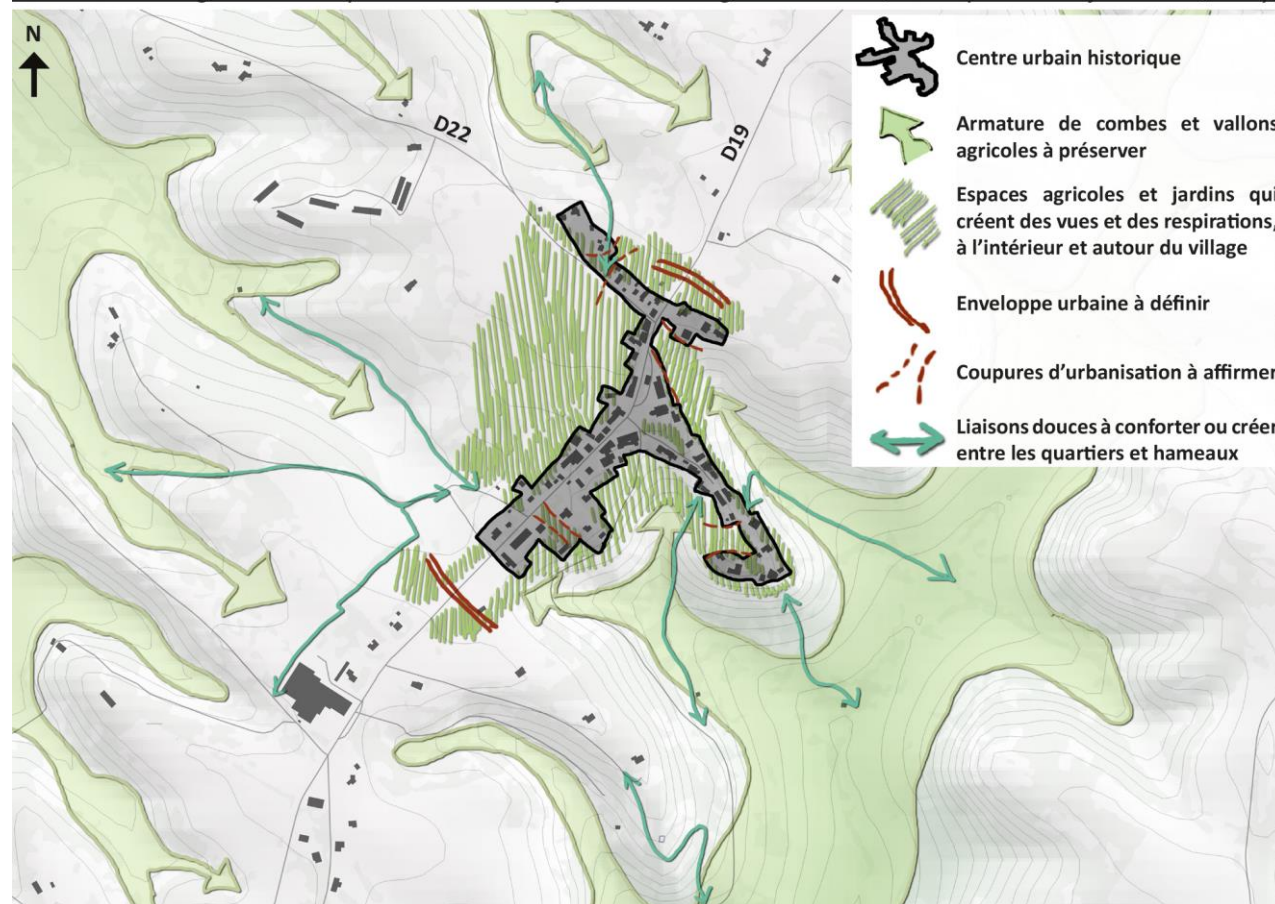 N
D22
D19
Centre urbain historique
Armature de combes et vallons
agricoles à préserver
Espaces agricoles et jardins qui
créent des vues et des respirations,
à l'intérieur et autour du village
Enveloppe urbaine à définir
Coupures d'urbanisation à affirmer
Liaisons douces à conforter ou créer
entre les quartiers et hameaux